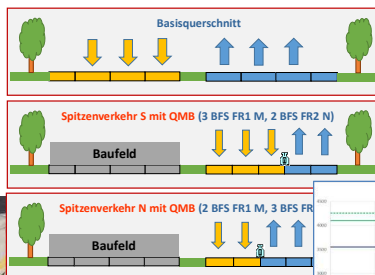 Basisquerschnitt
Spitzenverkehr S mit QMB (3 BFS FR1 M, 2 BFS FR2 N)
Baufeld
Spitzenverkehr N mit QMB (2 BFS FR1 M, 3 BFS FR
Baufeld